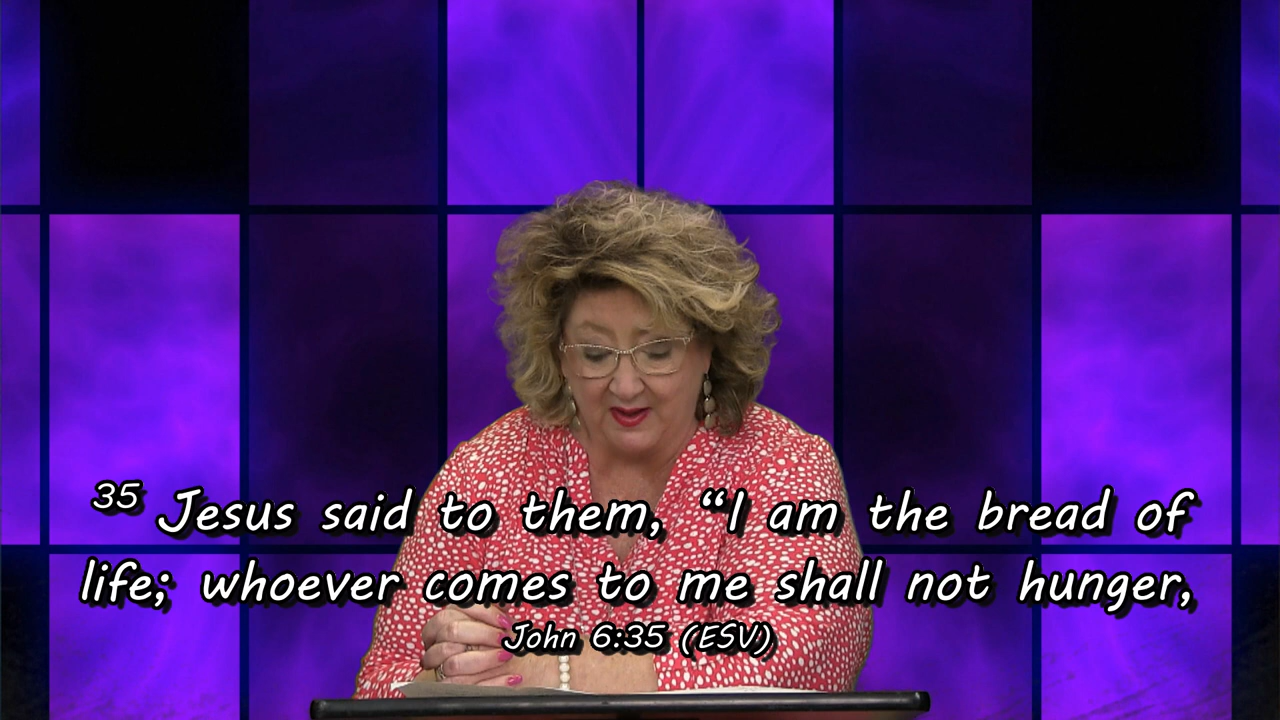 35 Jesus said to them, “I am the bread of
life; whoever comes to me shall not hunger,
John 6:35 (ESV)